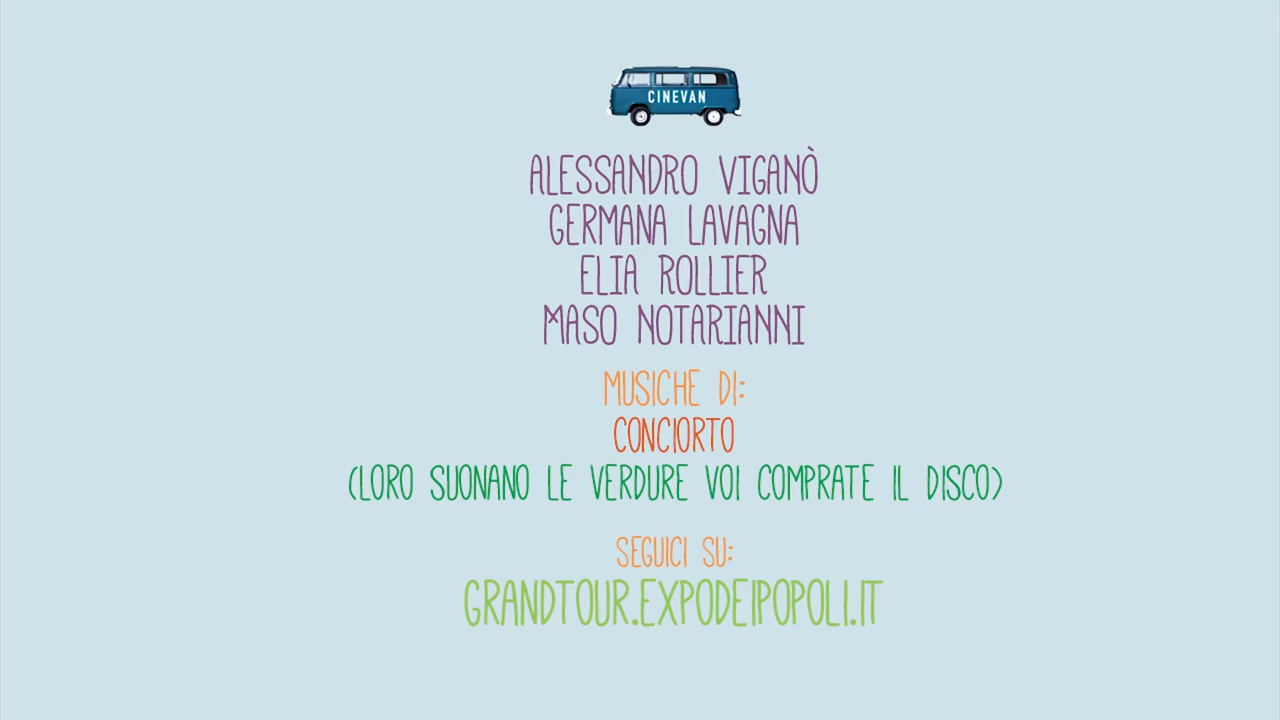 CINEVAN
ALESSANDRO VIGANÒ
GERMANA LAVAGNA
ELIA ROLLIER
MASO NOTARIANNI
MUSICHE DI:
CONCIORTO
(LORO SUONANO LE VERDURE VOI COMPRATE IL DISCO)
SEGUICI SU:
GRANDTOUR.EXPODEIPOPOLI.IT